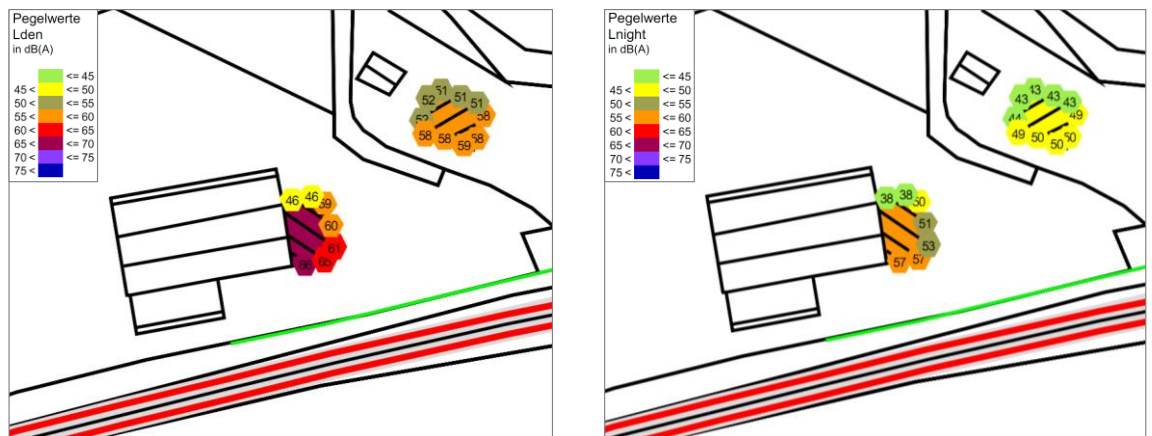 Pegelwerte
Lden
in dB(A)
<= 45
45 < <= 50
50 < <= 55
55 < <= 60
60 < <= 65
65 < <= 70
70 < <= 75
75 <
51
52 51 51
58
58 58 58
59
46 46
60
61
66 65
Pegelwerte
Lnight
in dB(A)
<= 45
45 < <= 50
50 < <= 55
55 < <= 60
60 < <= 65
65 < <= 70
70 < <= 75
75 <
43
43 43 43
49
49 50 50
50
38 38
50
51
53
57 57